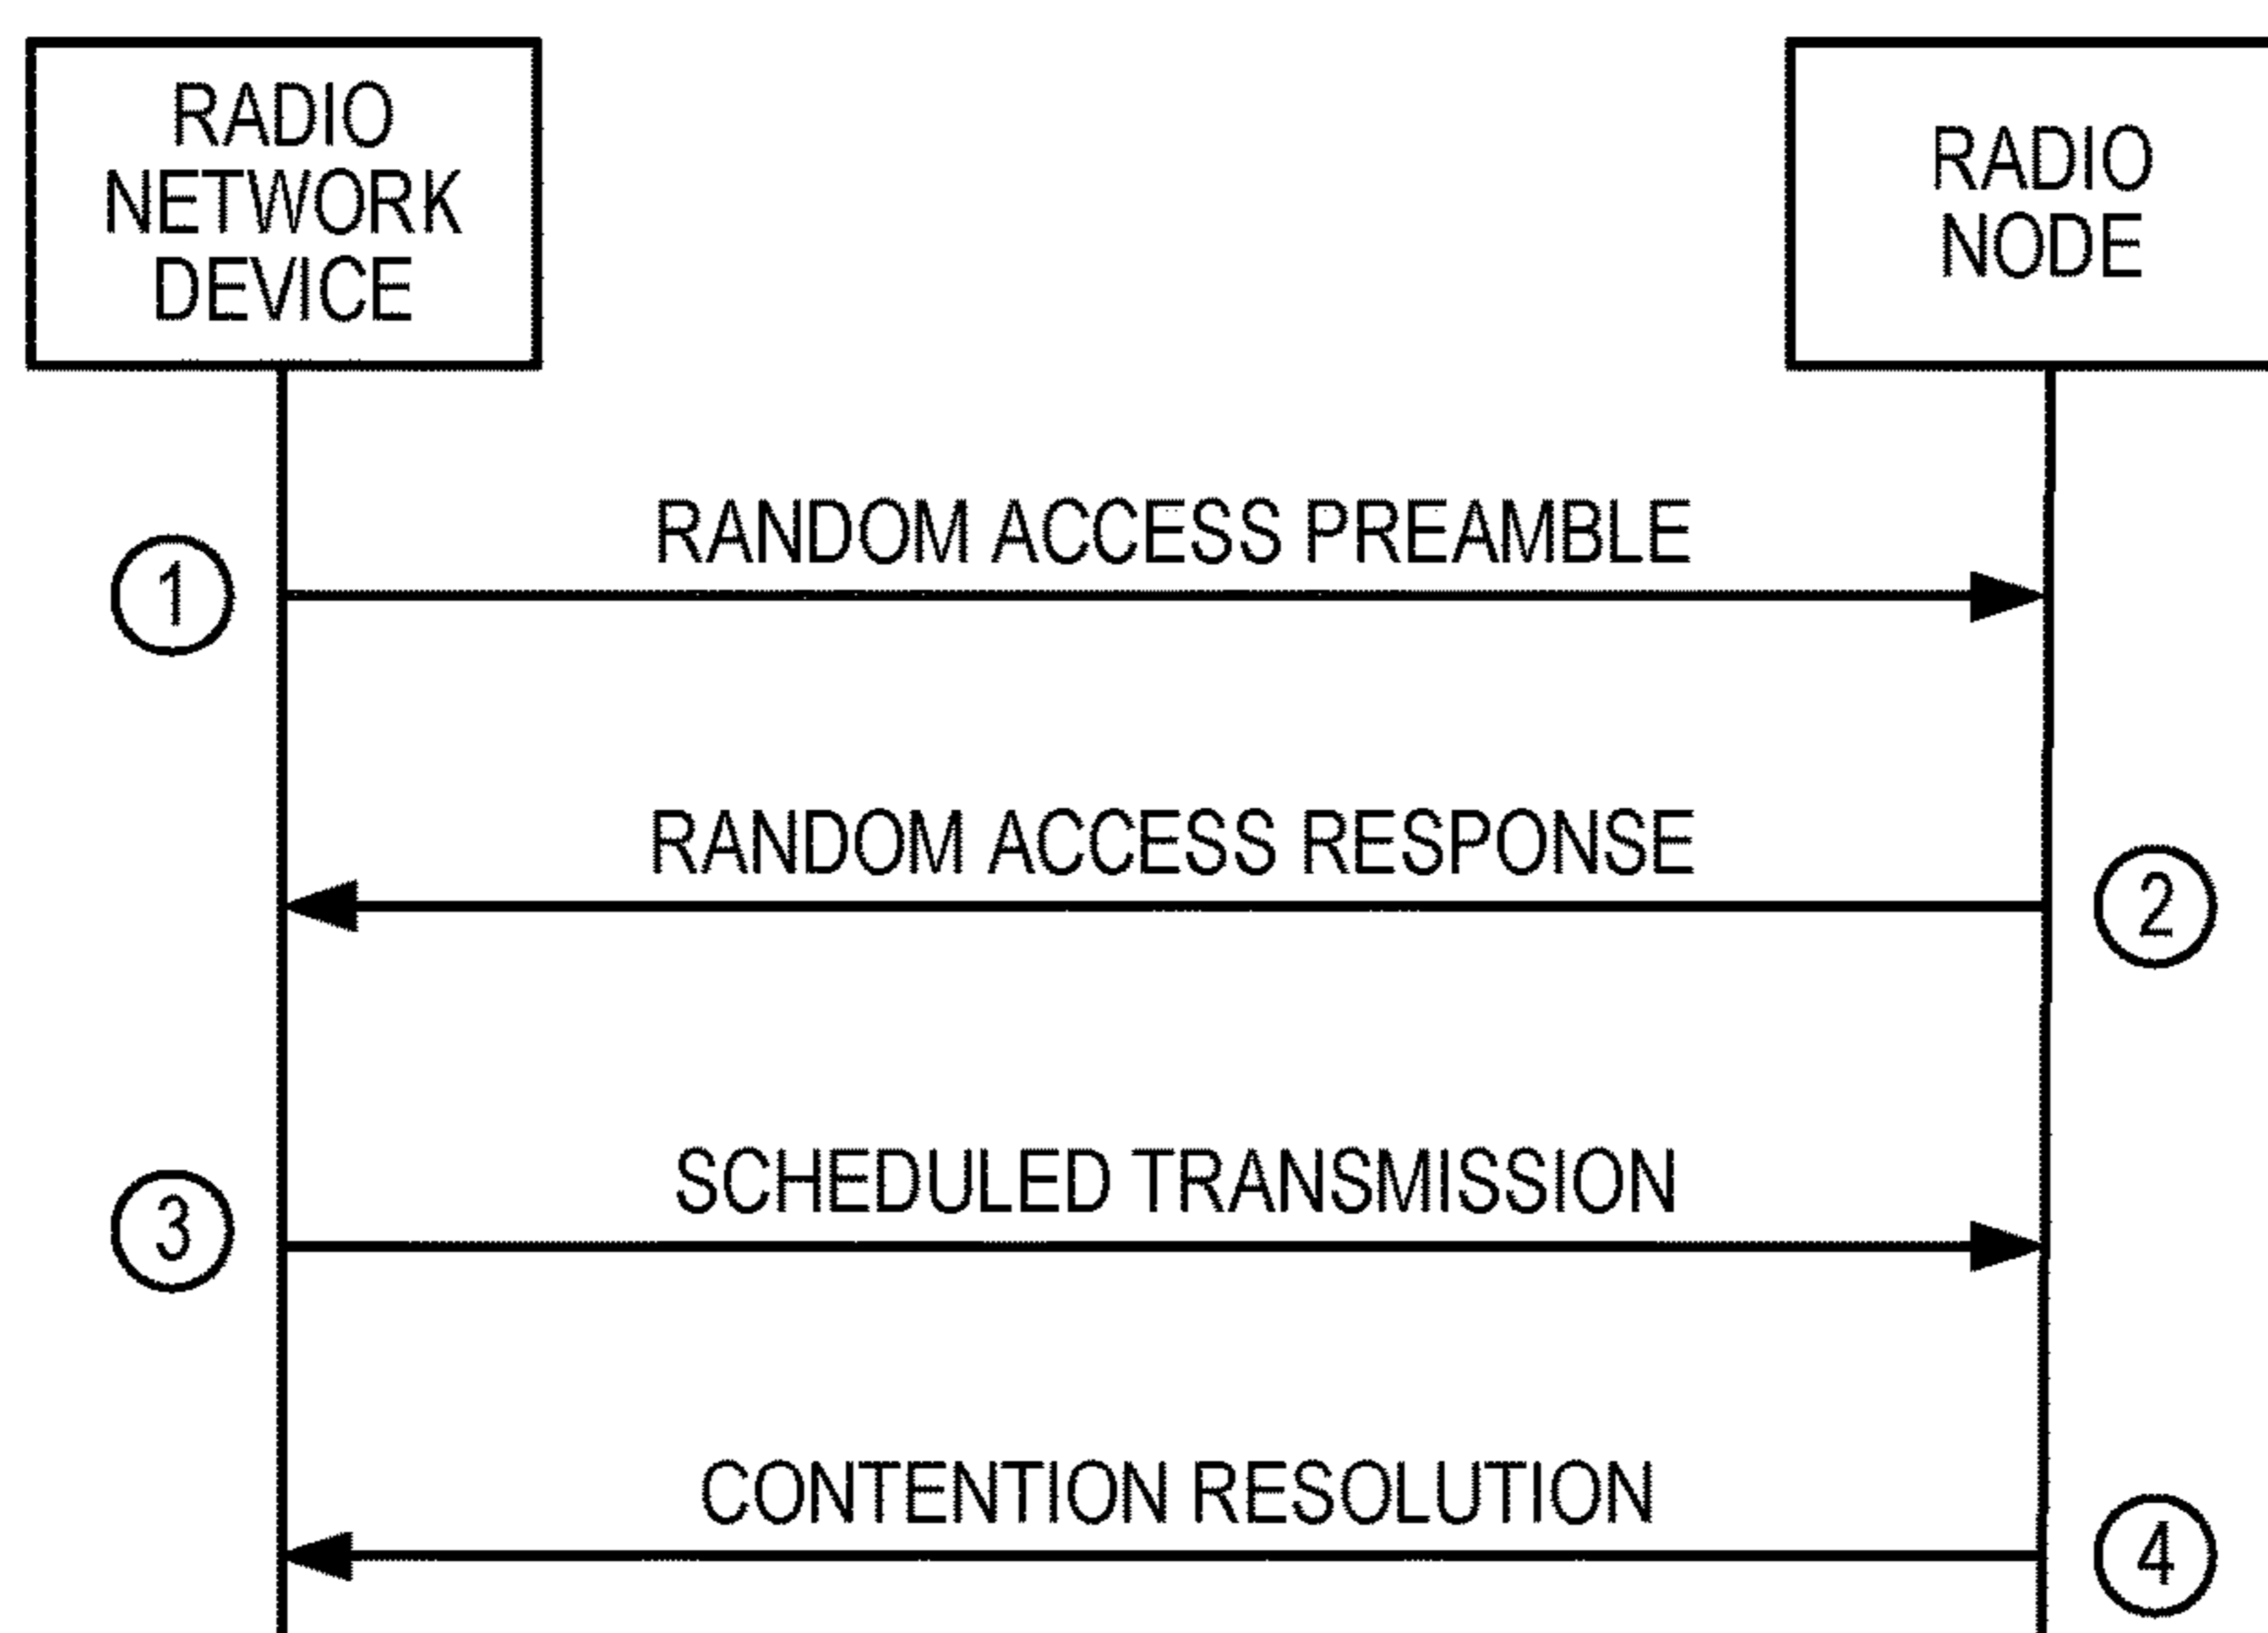 RADIO
NETWORK
DEVICE
RADIO
NODE
RANDOM ACCESS PREAMBLE
1
RANDOM ACCESS RESPONSE
2
SCHEDULED TRANSMISSION
3
CONTENTION RESOLUTION
4